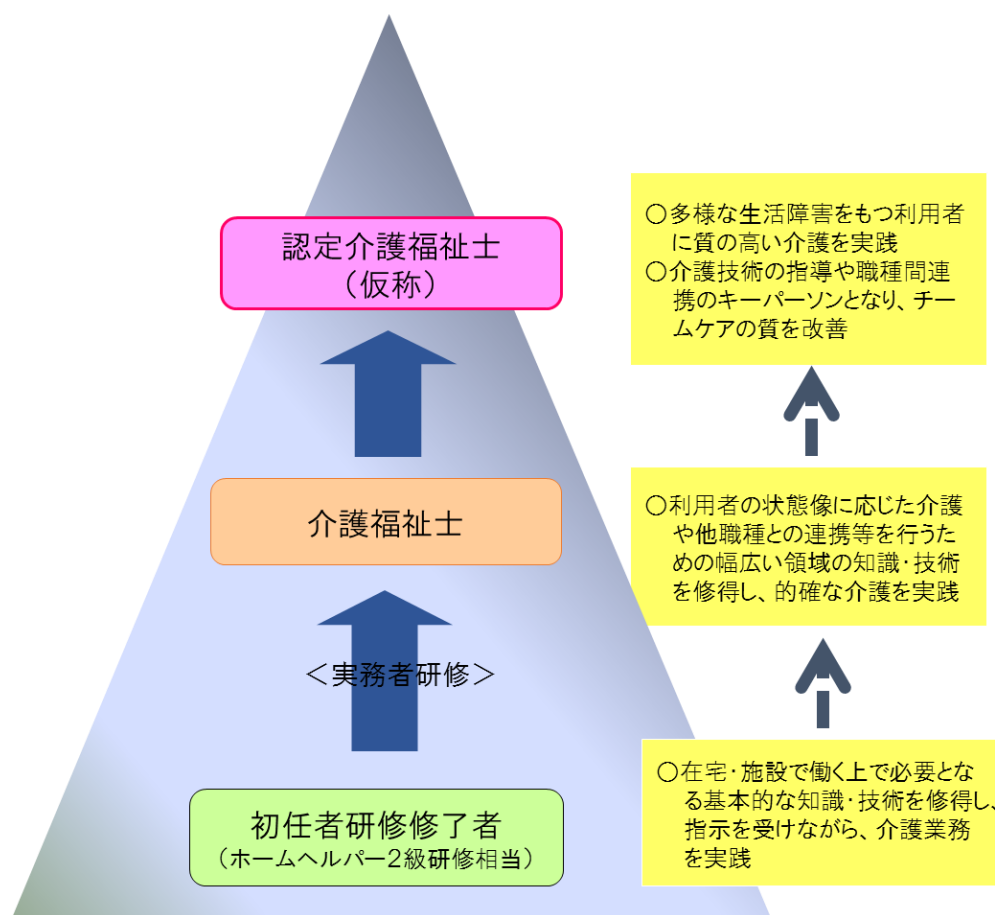 認定介護福祉士
（仮称）
○多様な生活障害をもつ利用者
に質の高い介護を実践
○介護技術の指導や職種間連
携のキーパーソンとなり、チー
ムケアの質を改善
介護福祉士
○利用者の状態像に応じた介護
や他職種との連携等を行うた
めの幅広い領域の知識・技術
を修得し、的確な介護を実践
＜実務者研修＞
初任者研修修了者
（ホームヘルパー2級研修相当）
○在宅・施設で働く上で必要とな
る基本的な知識・技術を修得し、
指示を受けながら、介護業務
を実践